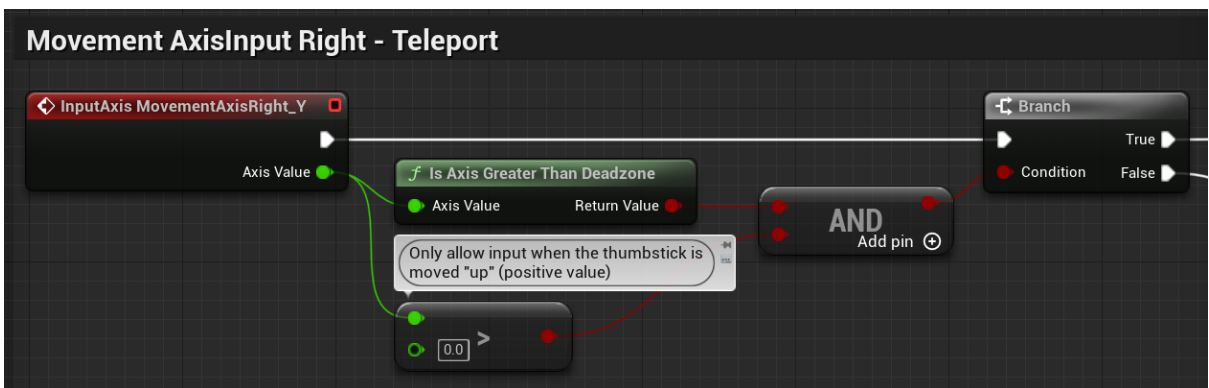 Movement AxisInput Right - Teleport
InputAxis MovementAxisRight_Y
Axis Value
f Is Axis Greater Than Deadzone
Axis Value Return Value
Only allow input when the thumbstick is
moved "up" (positive value)
0.0 >
AND
Add pin
Branch
True
Condition False